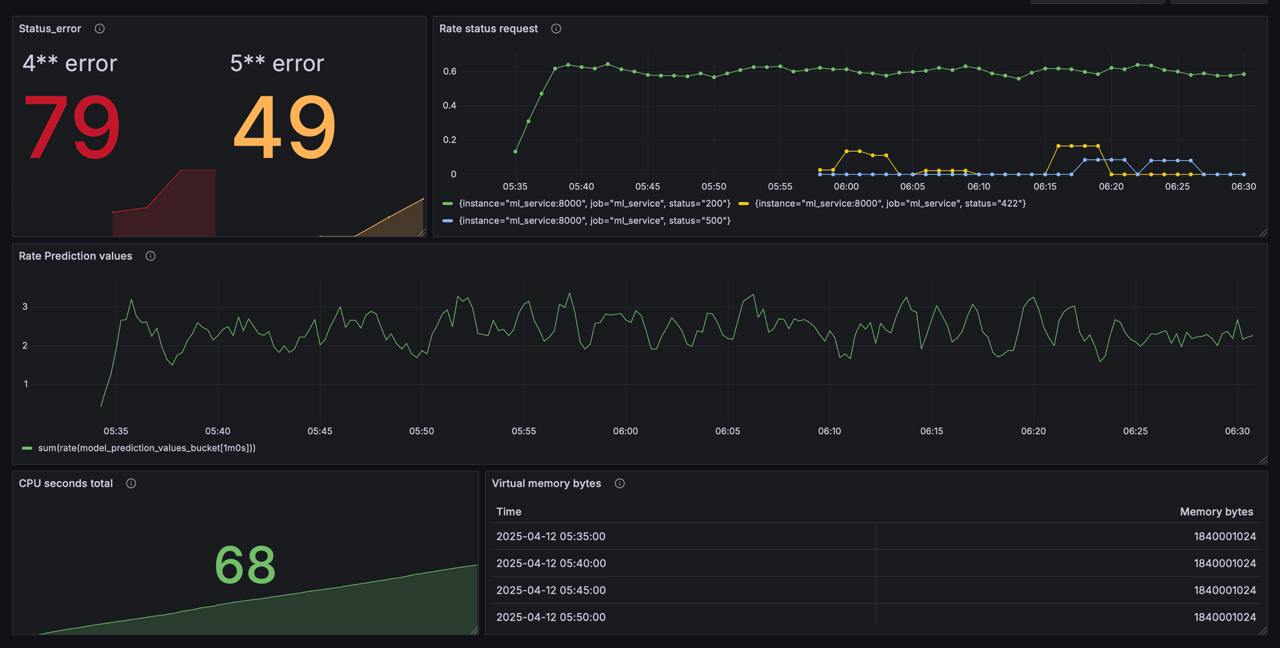 Status_error
4** error 5** error
79 49
Rate status request
0.6
0.4
0.2
0
05:35 05:40 05:45 05:50 05:55 06:00 06:05 06:10 06:15 06:20 06:25 06:30
{instance="ml_service:8000", job="ml_service", status="200"} {instance="ml_service:8000", job="ml_service", status="422"}
{instance="ml_service:8000", job="ml_service", status="500"}
Rate Prediction values
3
2
1
05:35 05:40 05:45 05:50 05:55 06:00 06:05 06:10 06:15 06:20 06:25 06:30
sum(rate(model_prediction_values_bucket[1m0s]))
CPU seconds total
68
Virtual memory bytes
Time Memory bytes
2025-04-12 05:35:00 1840001024
2025-04-12 05:40:00 1840001024
2025-04-12 05:45:00 1840001024
2025-04-12 05:50:00 1840001024